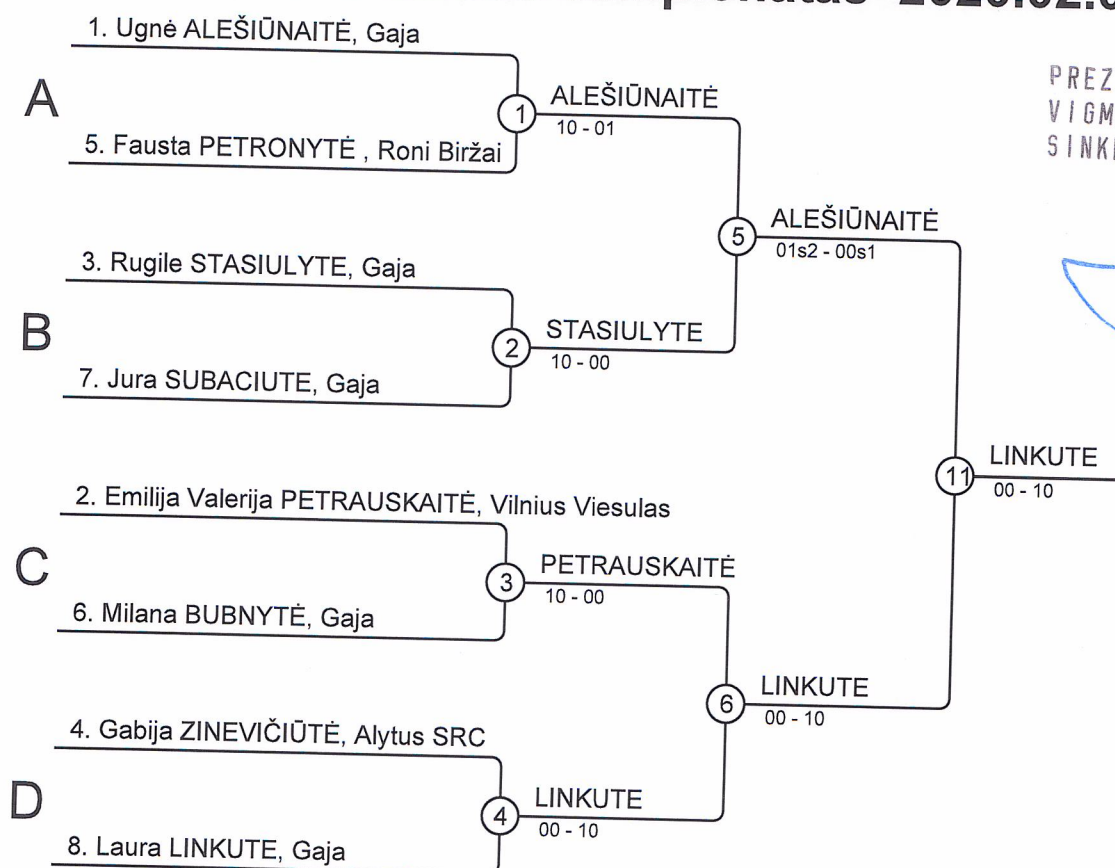 1. Ugnė ALEŠIŪNAITĖ, Gaja
A
1
ALEŠIŪNAITĖ
10 - 01
5. Fausta PETRONYTĖ , Roni Biržai
5
ALEŠIŪNAITĖ
01s2 - 00s1
3. Rugile STASIULYTE, Gaja
B
2
STASIULYTE
10 - 00
7. Jura SUBACIUTE, Gaja
11
LINKUTE
00 - 10
2. Emilija Valerija PETRAUSKAITĖ, Vilnius Viesulas
C
3
PETRAUSKAITĖ
10 - 00
6. Milana BUBNYTĖ, Gaja
6
LINKUTE
00 - 10
4. Gabija ZINEVIČIŪTĖ, Alytus SRC
D
4
LINKUTE
00 - 10
8. Laura LINKUTE, Gaja
PREZ
VIGM